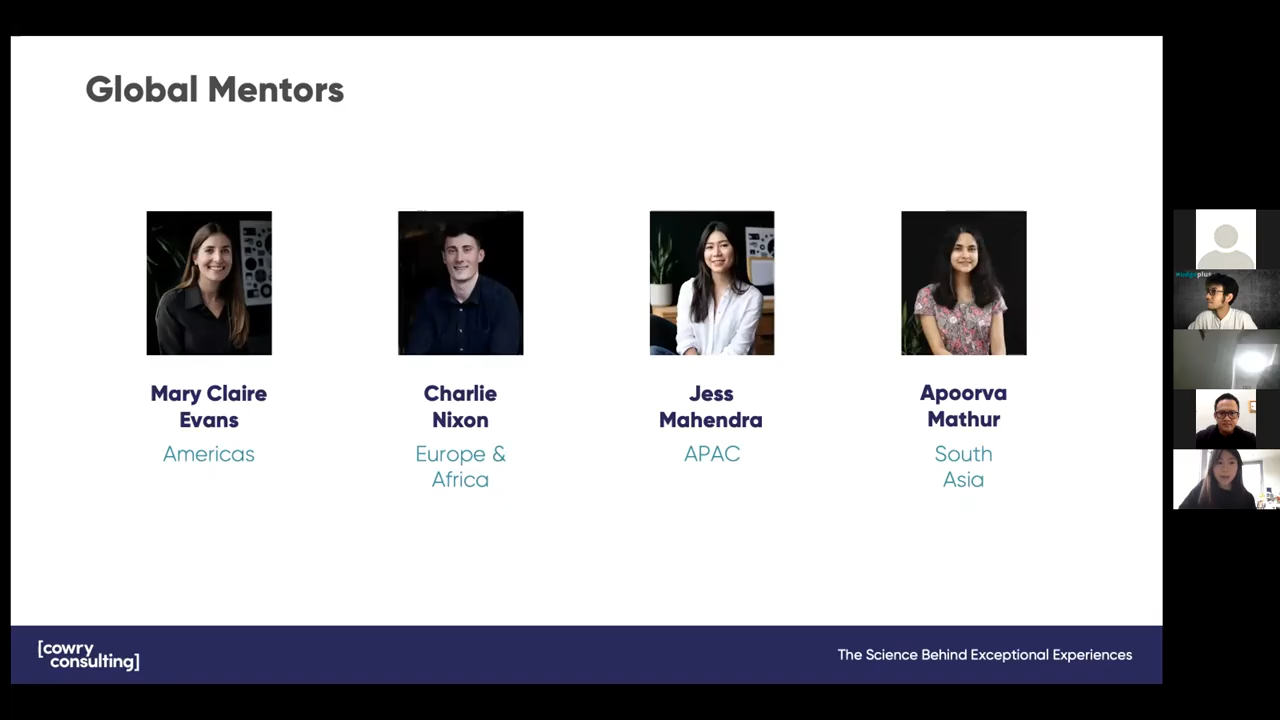 Global Mentors
Mary Claire
Evans
Americas
Charlie
Nixon
Europe &
Africa
Jess
Mahendra
APAC
Apoorva
Mathur
South
Asia
[cowry
consulting]
The Science Behind Exceptional Experiences